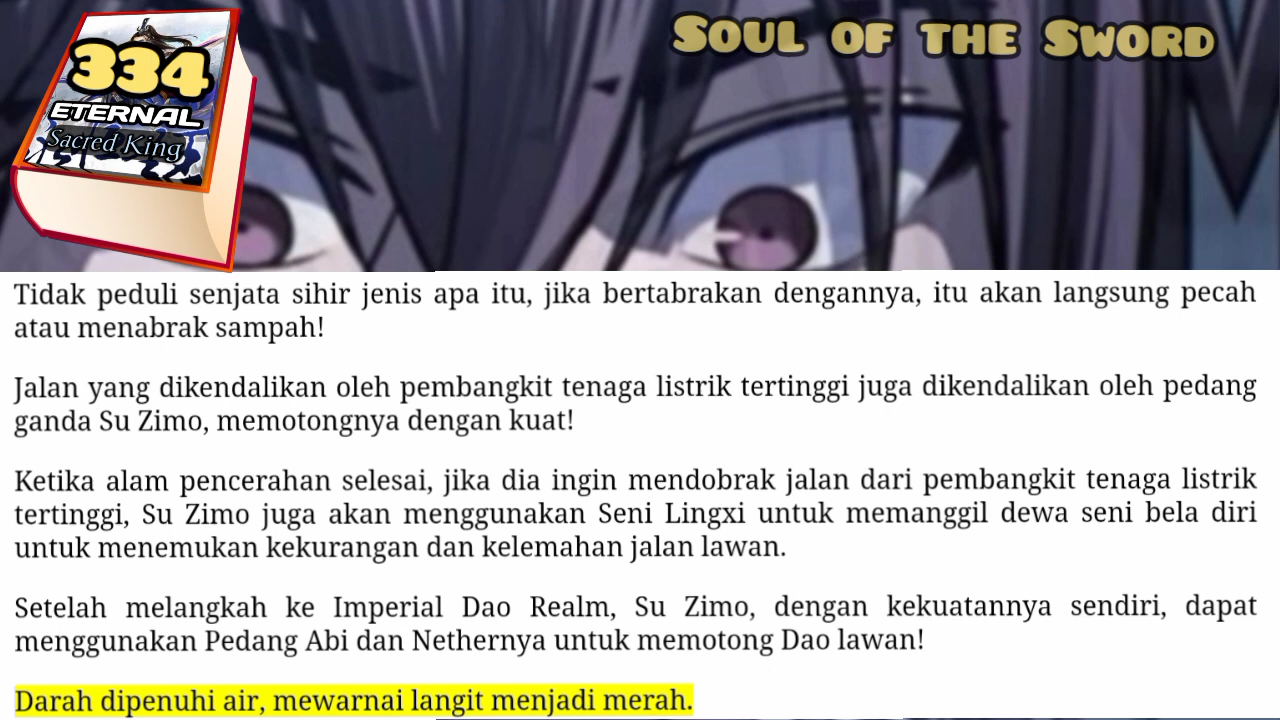 334
ETERNAL
Sacred King
SOUL OF THE SWORD
Tidak peduli senjata sihir jenis apa itu, jika bertabrakan dengannya, itu akan langsung pecah
atau menabrak sampah!
Jalan yang dikendalikan oleh pembangkit tenaga listrik tertinggi juga dikendalikan oleh pedang
ganda Su Zimo, memotongnya dengan kuat!
Ketika alam pencerahan selesai, jika dia ingin mendobrak jalan dari pembangkit tenaga listrik
tertinggi, Su Zimo juga akan menggunakan Seni Lingxi untuk memanggil dewa seni bela diri
untuk menemukan kekurangan dan kelemahan jalan lawan.
Setelah melangkah ke Imperial Dao Realm, Su Zimo, dengan kekuatannya sendiri, dapat
menggunakan Pedang Abi dan Nethernya untuk memotong Dao lawan!
Darah dipenuhi air, mewarnai langit menjadi merah.